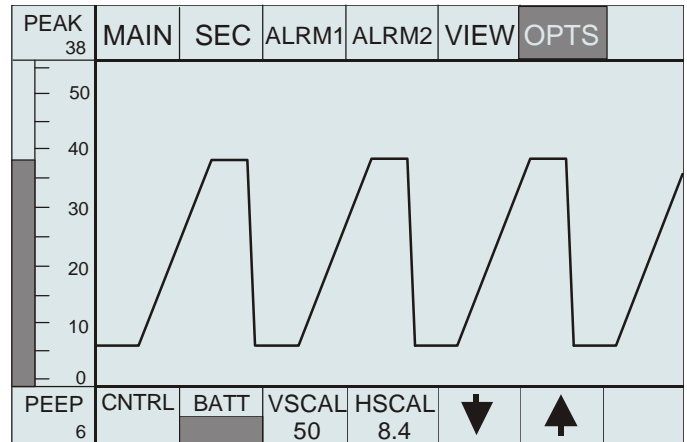 PEAK
38
MAIN SEC ALRM1 ALRM2 VIEW OPTS
50
40
30
20
10
0
PEEP
6
CNTRL BATT VSCAL HSCAL
50 8.4